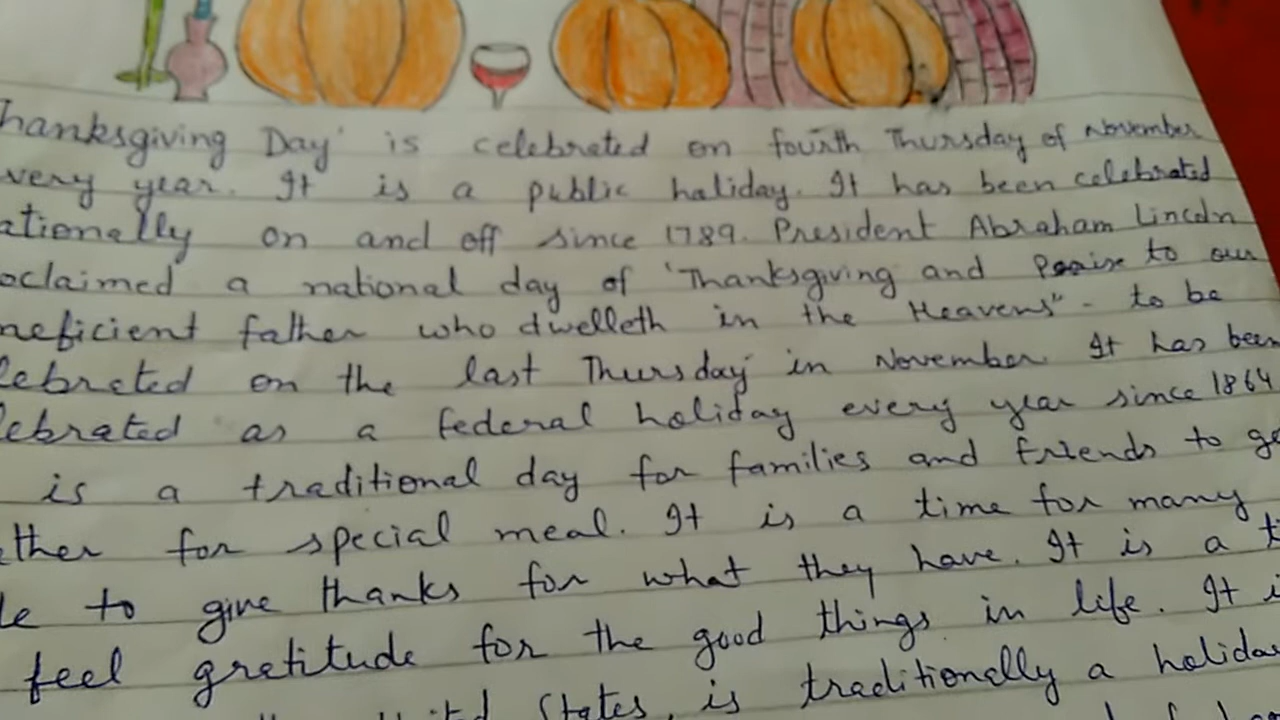 hanksgiving Day' is celebrated on fourth Thursday of November
very year. It is a public holiday. It has been celebrated
ationally on and off since 1789. President Abraham Lincoln
oclaimed a national day of 'Thanksgiving and Praise to our
neficient father who dwelleth in the Heavens" - to be
lebrated on the last Thursday in November. It has been
lebrated as a federal holiday every year since 1864
is a traditional day for families and friends to ge
ther for special meal. It is a time for many
le to give thanks for what they have. It is a t
feel gratitude for the good things in life. It i
States, is traditionally a holiday